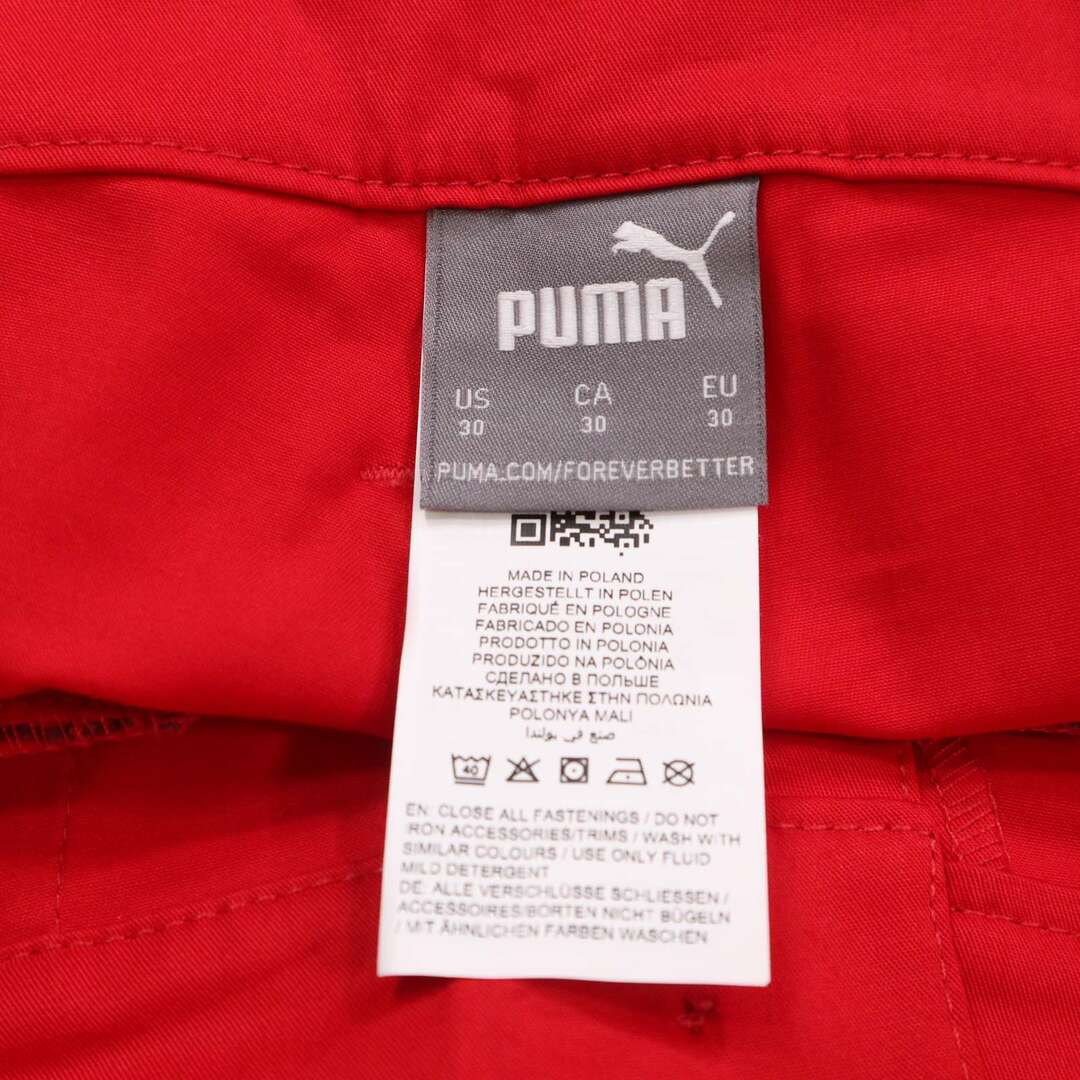 PUMA
US CA EU
30 30 30
PUMA.COM/FOREVERBETTER
MADE IN POLAND
HERGESTELLT IN POLEN
FABRIQUÉ EN POLOGNE
FABRICADO EN POLONIA
PRODOTTO IN POLONIA
PRODUZIDO NA POLÔNIA
СДЕЛАНО В ПОЛЬШЕ
ΚΑΤΑΣΚΕΥΑΣΤΗΚΕ ΣΤΗΝ ΠΟΛΩΝΙΑ
POLONYA MALI
صنع في بولندا
40
EN: CLOSE ALL FASTENINGS / DO NOT
IRON ACCESSORIES/TRIMS / WASH WITH
SIMILAR COLOURS / USE ONLY FLUID
MILD DETERGENT
DE: ALLE VERSCHLÜSSE SCHLIESSEN /
ACCESSOIRES/BORTEN NICHT BÜGELN
/ MIT ÄHNLICHEN FARBEN WASCHEN